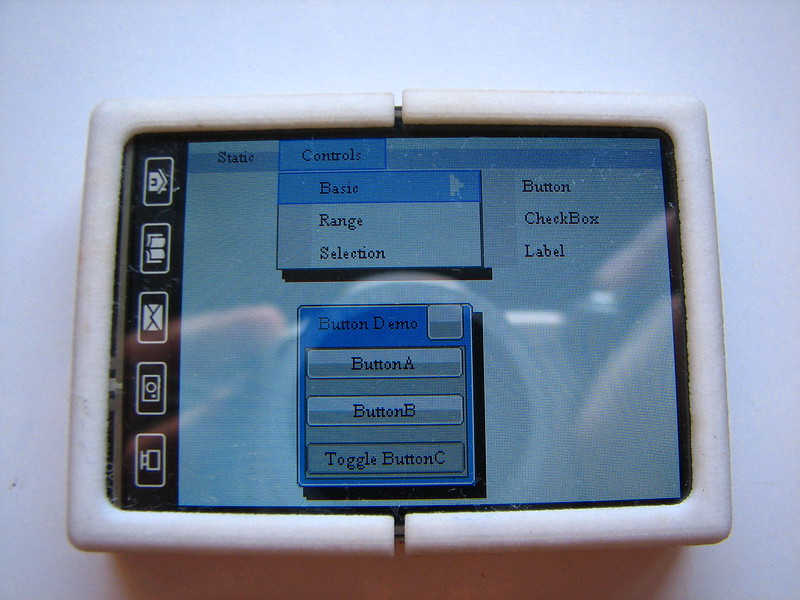 Static Controls
Basic Button
Range CheckBox
Selection Label
Button Demo
ButtonA
ButtonB
Toggle ButtonC